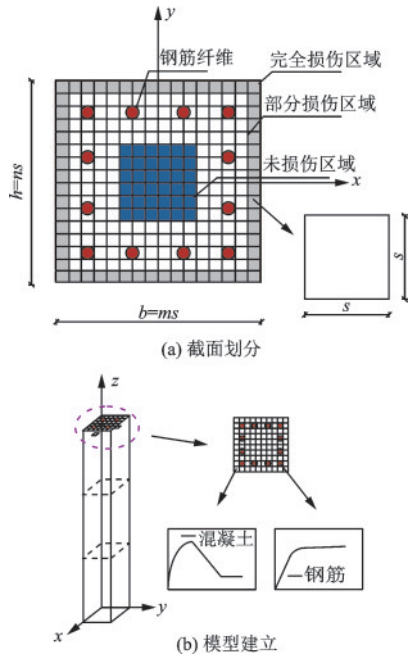 y
钢筋纤维
完全损伤区域
部分损伤区域
未损伤区域
x
h=ns
s
s
b=ms
(a) 截面划分
z
混凝土
钢筋
y
x
(b) 模型建立